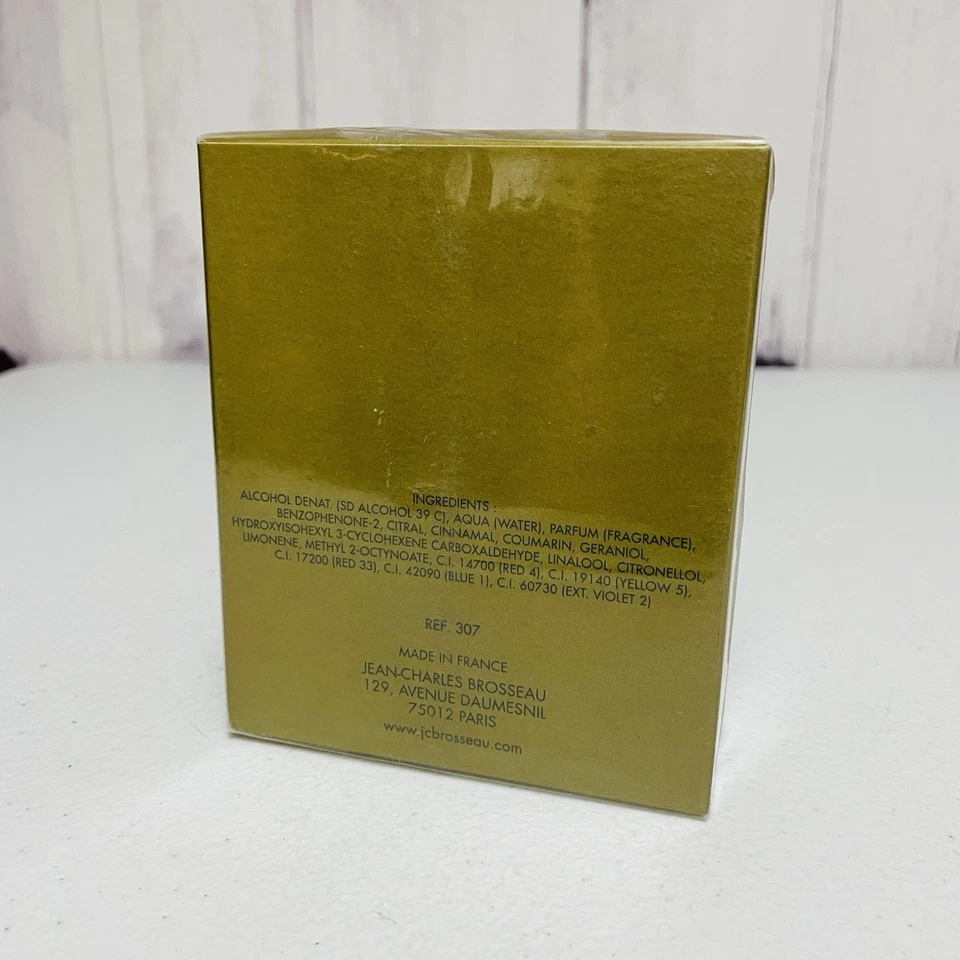 INGREDIENTS :
ALCOHOL DENAT. (SD ALCOHOL 39 C), AQUA (WATER), PARFUM (FRAGRANCE),
BENZOPHENONE-2, CITRAL, CINNAMAL, COUMARIN, GERANIOL,
HYDROXYISOHEXYL 3-CYCLOHEXENE CARBOXALDEHYDE, LINALOOL, CITRONELLOL,
LIMONENE, METHYL 2-OCTYNOATE, C.I. 14700 (RED 4), C.I. 19140 (YELLOW 5),
C.I. 17200 (RED 33), C.I. 42090 (BLUE 1), C.I. 60730 (EXT. VIOLET 2)
REF. 307
MADE IN FRANCE
JEAN-CHARLES BROSSEAU
129, AVENUE DAUMESNIL
75012 PARIS
www.jcbrosseau.com